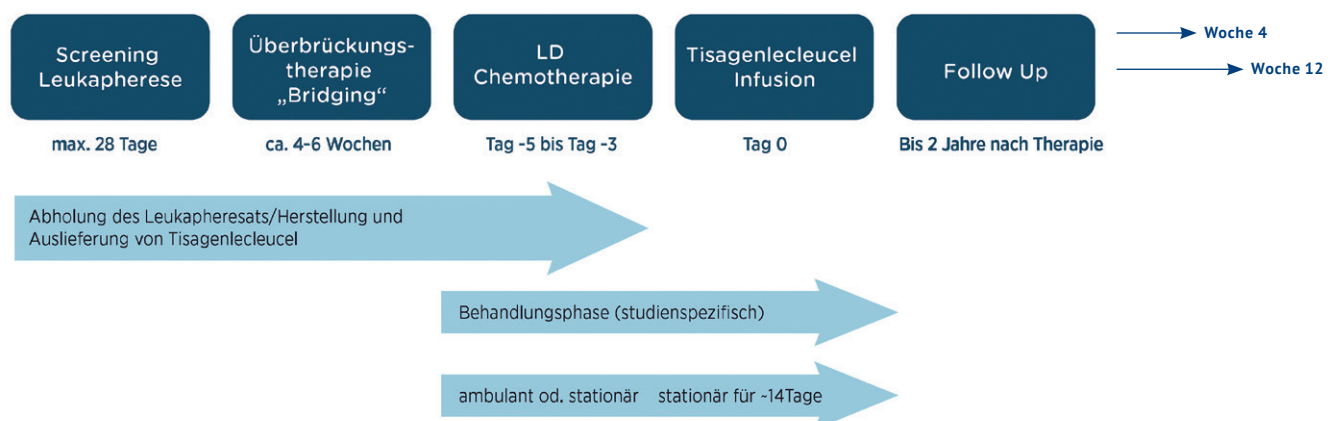 Screening
Leukapherese
Überbrückungs-
therapie
„Bridging“
LD
Chemotherapie
Tisagenlecleucel
Infusion
Follow Up
Woche 4
Woche 12
max. 28 Tage
ca. 4-6 Wochen
Tag -5 bis Tag -3
Tag 0
Bis 2 Jahre nach Therapie
Abholung des Leukapheresats/Herstellung und
Auslieferung von Tisagenlecleucel
Behandlungsphase (studienspezifisch)
ambulant od. stationär stationär für ~14Tage